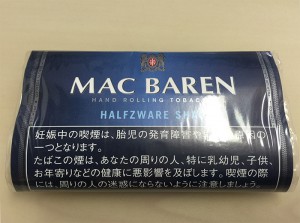 MAC BAREN
HAND ROLLING TOBACCO
HALFZWARE SHAG
妊娠中の喫煙は、胎児の発育障害や
の一つとなります。
たばこの煙は、あなたの周りの人、特に乳幼児、子供、
お年寄りなどの健康に悪影響を及ぼします。喫煙の際
には、周りの人の迷惑にならないように注意しましょう。